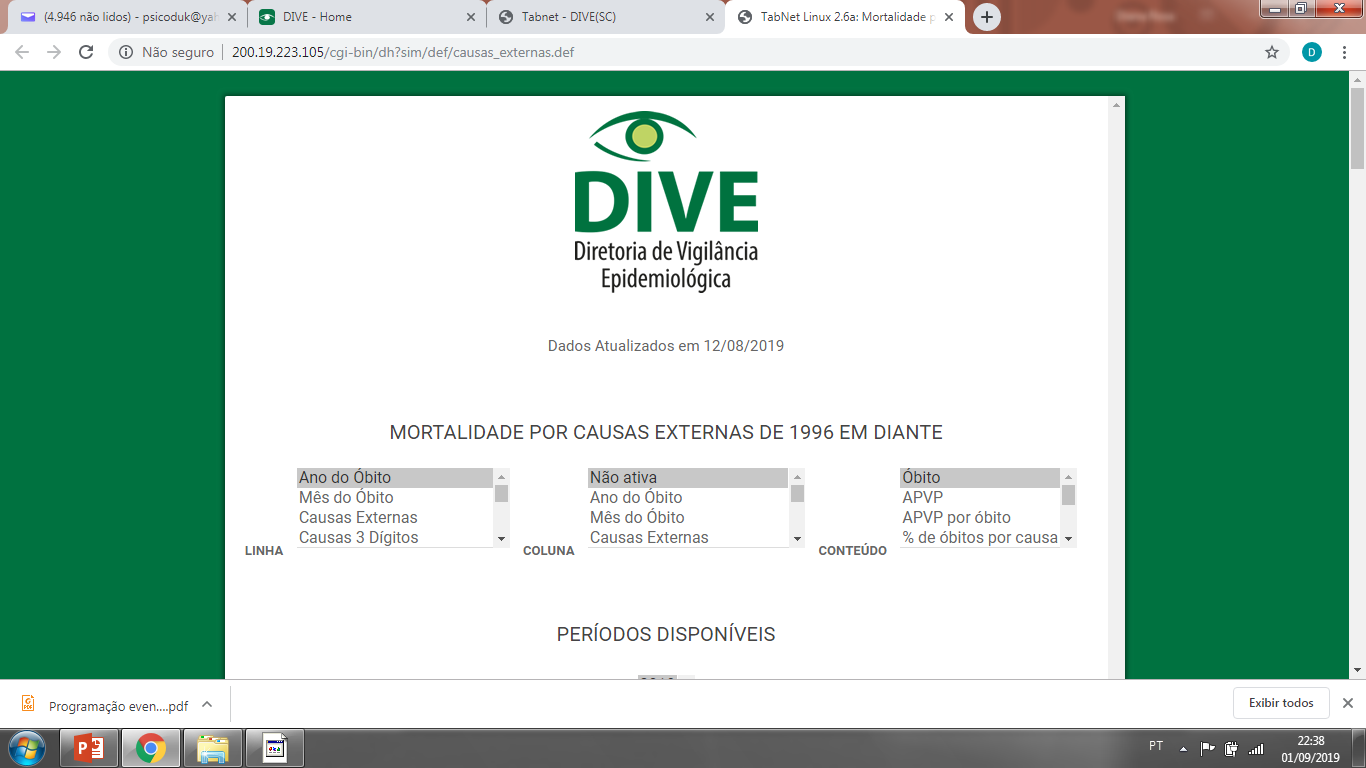 (4.946 não lidos) - psicoduk@yah
DIVE - Home
Tabnet - DIVE(SC)
TabNet Linux 2.6a: Mortalidade p
Não seguro
200.19.223.105/cgi-bin/dh?sim/def/causas_externas.def
D
DIVE
Diretoria de Vigilância
Epidemiológica
Dados Atualizados em 12/08/2019
MORTALIDADE POR CAUSAS EXTERNAS DE 1996 EM DIANTE
LINHA
Ano do Óbito
Mês do Óbito
Causas Externas
Causas 3 Dígitos
COLUNA
Não ativa
Ano do Óbito
Mês do Óbito
Causas Externas
CONTEÚDO
Óbito
APVP
APVP por óbito
% de óbitos por causa
PERÍODOS DISPONÍVEIS
Programação even....pdf
Exibir todos
PT
22:38
01/09/2019